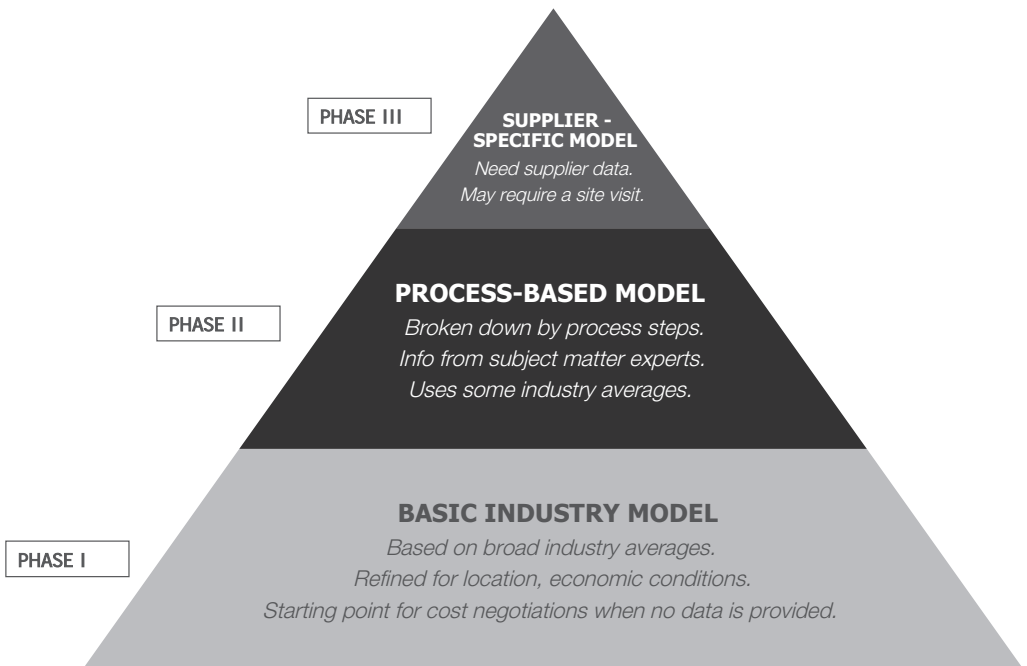 PHASE III
SUPPLIER -
SPECIFIC MODEL
Need supplier data.
May require a site visit.
PHASE II
PROCESS-BASED MODEL
Broken down by process steps.
Info from subject matter experts.
Uses some industry averages.
PHASE I
BASIC INDUSTRY MODEL
Based on broad industry averages.
Refined for location, economic conditions.
Starting point for cost negotiations when no data is provided.